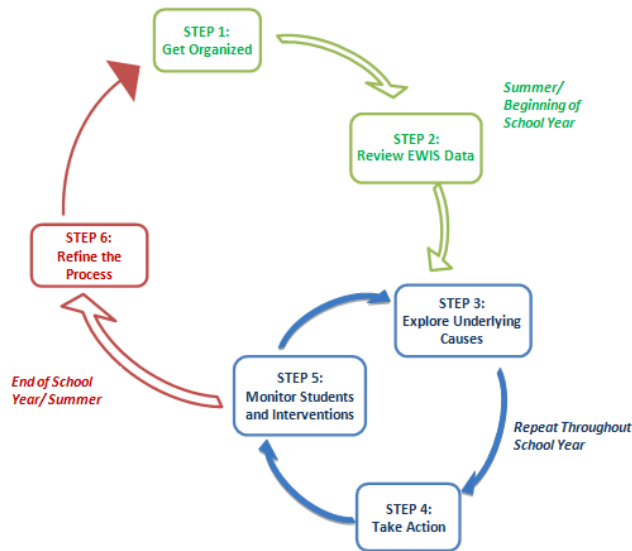 STEP 1:
Get Organized
Summer/
Beginning of
School Year
STEP 2:
Review EWIS Data
STEP 3:
Explore Underlying
Causes
Repeat Throughout
School Year
STEP 4:
Take Action
STEP 5:
Monitor Students
and Interventions
End of School
Year/ Summer
STEP 6:
Refine the
Process